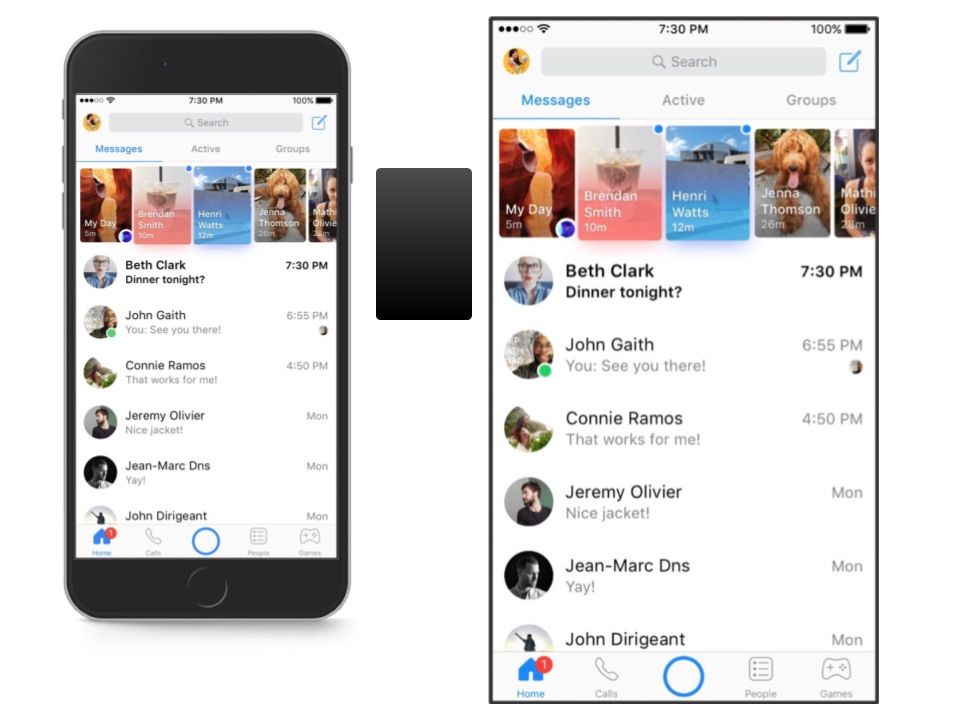 7:30 PM
100%
Search
Messages Active Groups
My Day
5m
Brendan
Smith
10m
Henri
Watts
12m
Jenna
Thomson
26m
Beth Clark 7:30 PM
Dinner tonight?
John Gaith 6:55 PM
You: See you there!
Connie Ramos 4:50 PM
That works for me!
Jeremy Olivier Mon
Nice jacket!
Jean-Marc Dns Mon
Yay!
John Dirigeant Mon
1
Home Calls People Games
7:30 PM
100%
Search
Messages Active Groups
My Day
5m
Brendan
Smith
10m
Henri
Watts
12m
Jenna
Thomson
26m
Mathi
Olivie
Beth Clark 7:30 PM
Dinner tonight?
John Gaith 6:55 PM
You: See you there!
Connie Ramos 4:50 PM
That works for me!
Jeremy Olivier Mon
Nice jacket!
Jean-Marc Dns Mon
Yay!
John Dirigeant Mon
1
Home Calls People Games